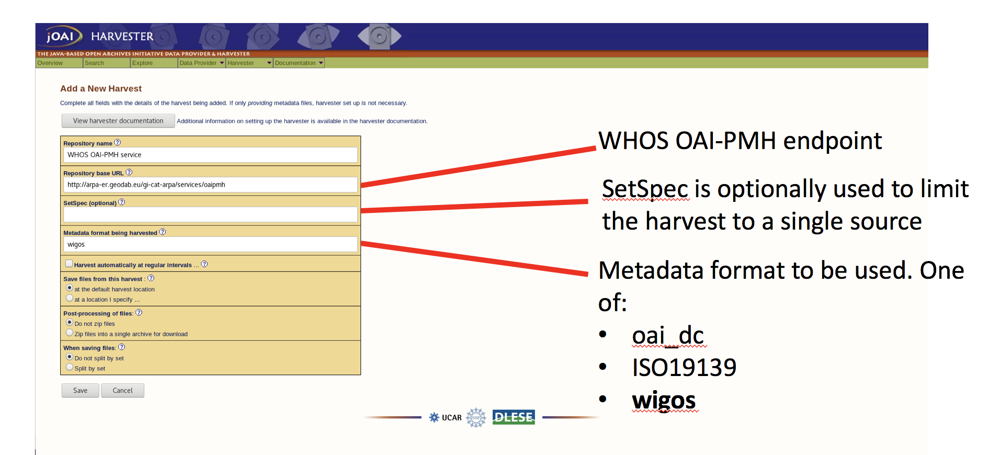 jOAI HARVESTER
THE JAVA-BASED OPEN ARCHIVES INITIATIVE DATA PROVIDER & HARVESTER
Overview Search Explore Data Provider Harvester Documentation
Add a New Harvest
Complete all fields with the details of the harvest being added. If only providing metadata files, harvester set up is not necessary.
View harvester documentation Additional information on setting up the harvester is available in the harvester documentation.
Repository name ?
WHOS OAI-PMH service
Repository base URL ?
http://arpa-er.geodab.eu/gi-cat-arpa/services/oaipmh
SetSpec (optional) ?
Metadata format being harvested ?
wigos
Harvest automatically at regular intervals ... ?
Save files from this harvest : ?
at the default harvest location
at a location I specify ...
Post-processing of files: ?
Do not zip files
Zip files into a single archive for download
When saving files: ?
Do not split by set
Split by set
Save Cancel
UCAR NSF DLESE
WHOS OAI-PMH endpoint
SetSpec is optionally used to limit
the harvest to a single source
Metadata format to be used. One
of:
• oai_dc
• ISO19139
• wigos